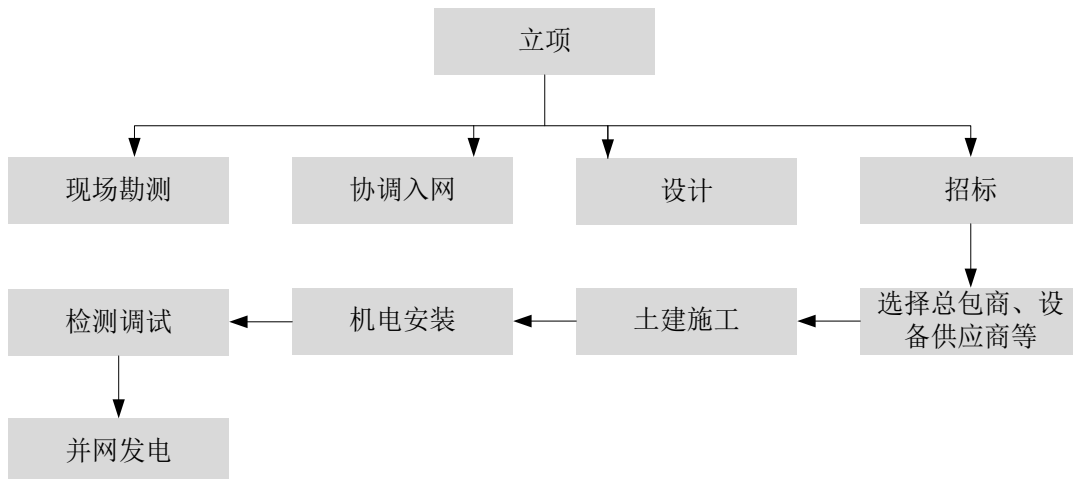 立项
现场勘测
协调入网
设计
招标
检测调试
机电安装
土建施工
选择总包商、设
备供应商等
并网发电